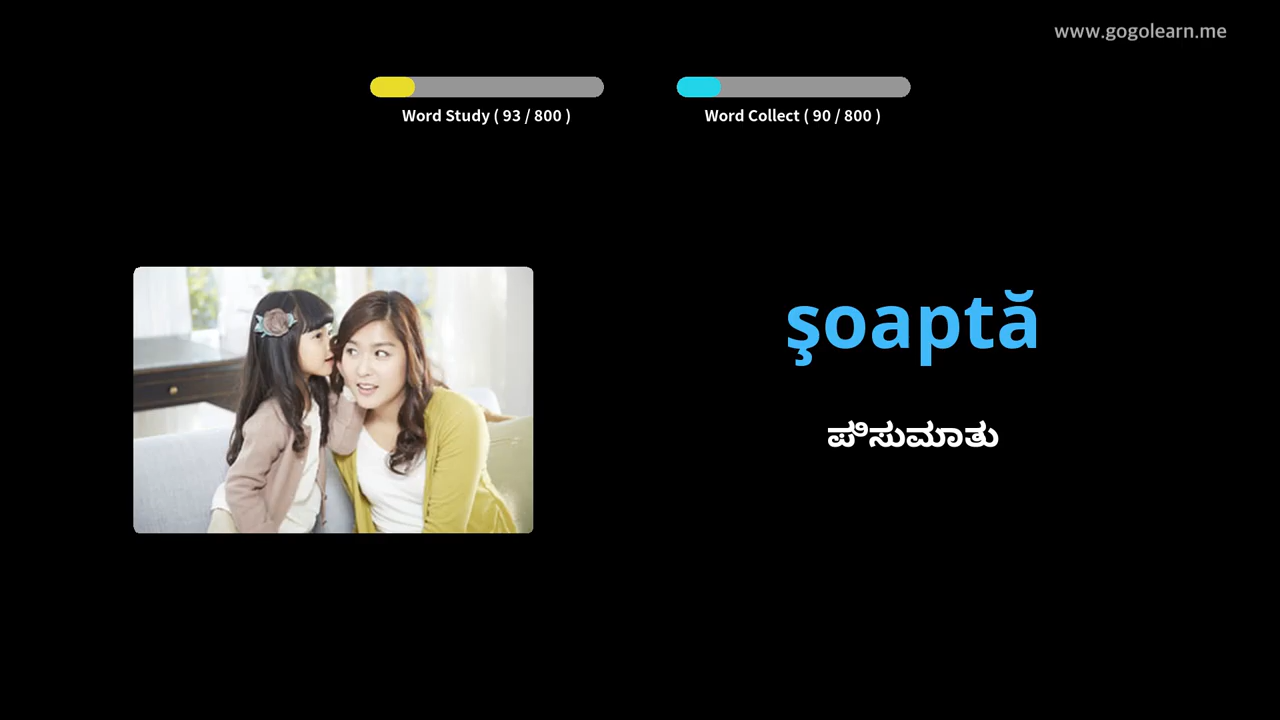 www.gogolearn.me
Word Study ( 93 / 800 )
Word Collect ( 90 / 800 )
şoaptă
ಪಿಸುಮಾತು